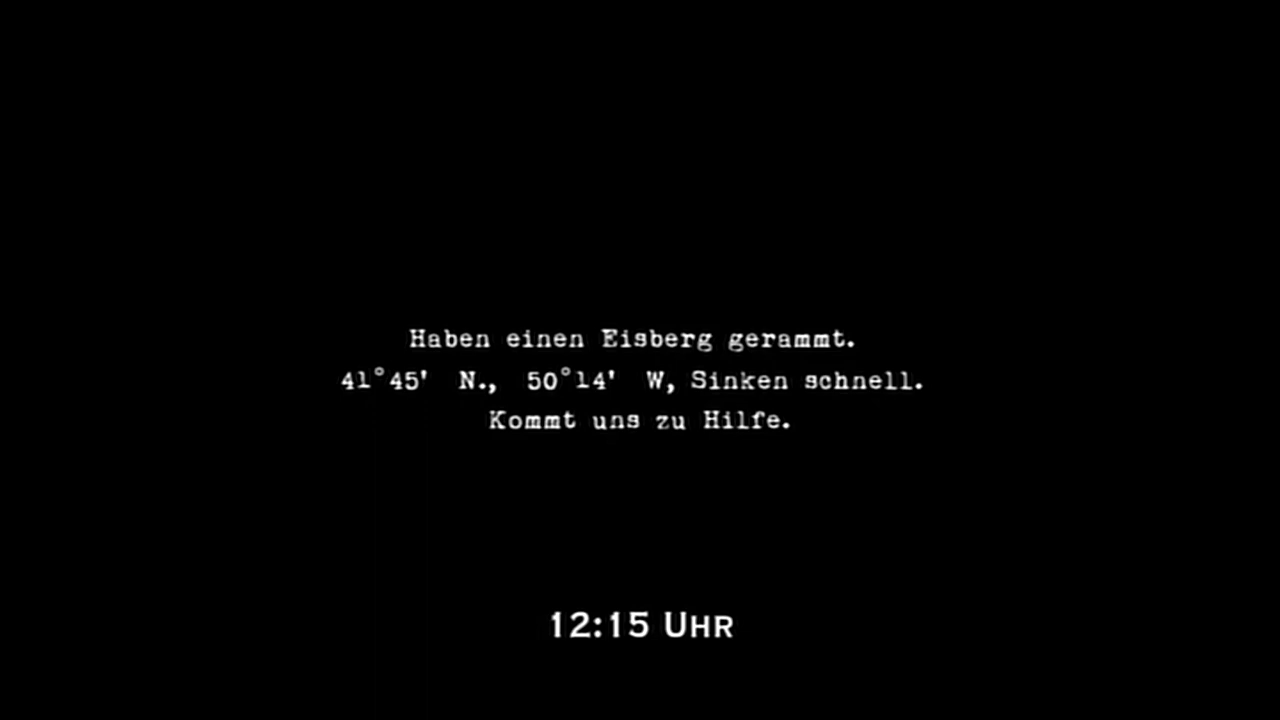 Haben einen Eisberg gerammt.
41°45' N., 50°14' W, Sinken schnell.
Kommt uns zu Hilfe.
12:15 UHR